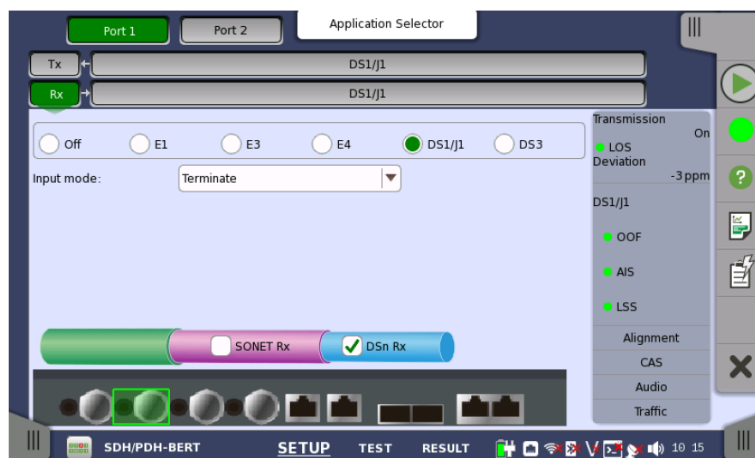 Port 1
Port 2
Application Selector
Tx
DS1/J1
Rx
DS1/J1
Off
E1
E3
E4
DS1/J1
DS3
Input mode:
Terminate
Transmission
On
LOS
Deviation
-3 ppm
DS1/J1
OOF
AIS
LSS
Alignment
CAS
Audio
Traffic
SONET Rx
DSn Rx
SDH/PDH-BERT
SETUP
TEST
RESULT
10 15